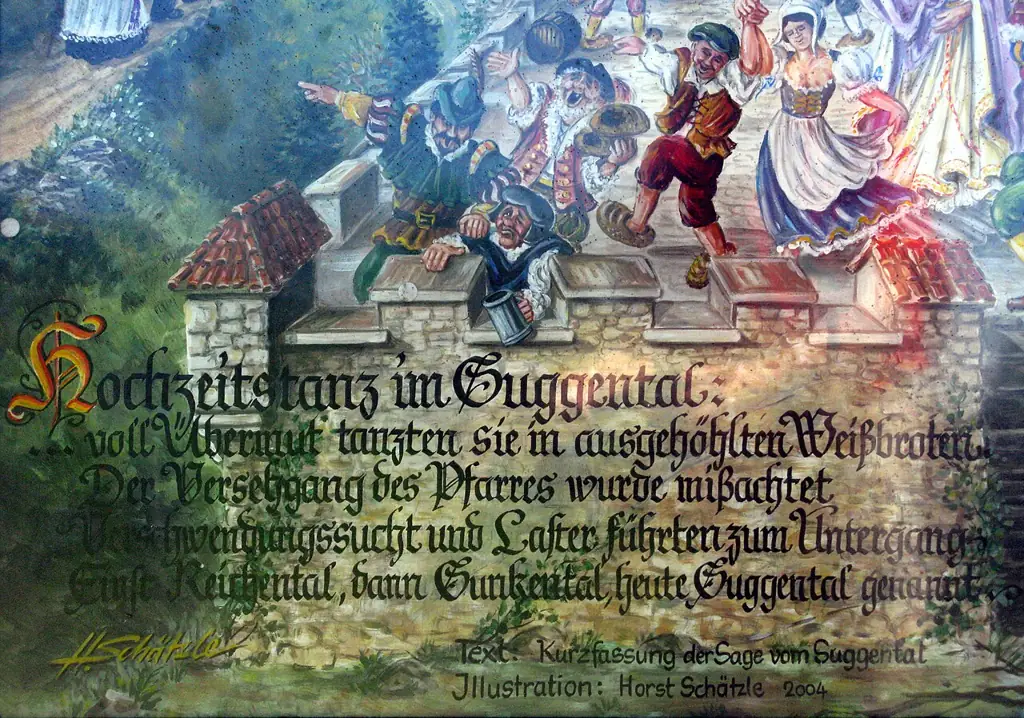 Hochzeitstanz im Suggental:
... voll Übermut tanzten sie in ausgehöhlten Weißbroten.
Der Versehgang des Pfarres wurde mißachtet
Verschwendungssucht und Laster führten zum Untergang.
Einst Reichental, dann Sunkental, heute Suggental genannt...
H Schätzle
Text: Kurzfassung der Sage vom Suggental
Jllustration: Horst Schätzle 2004